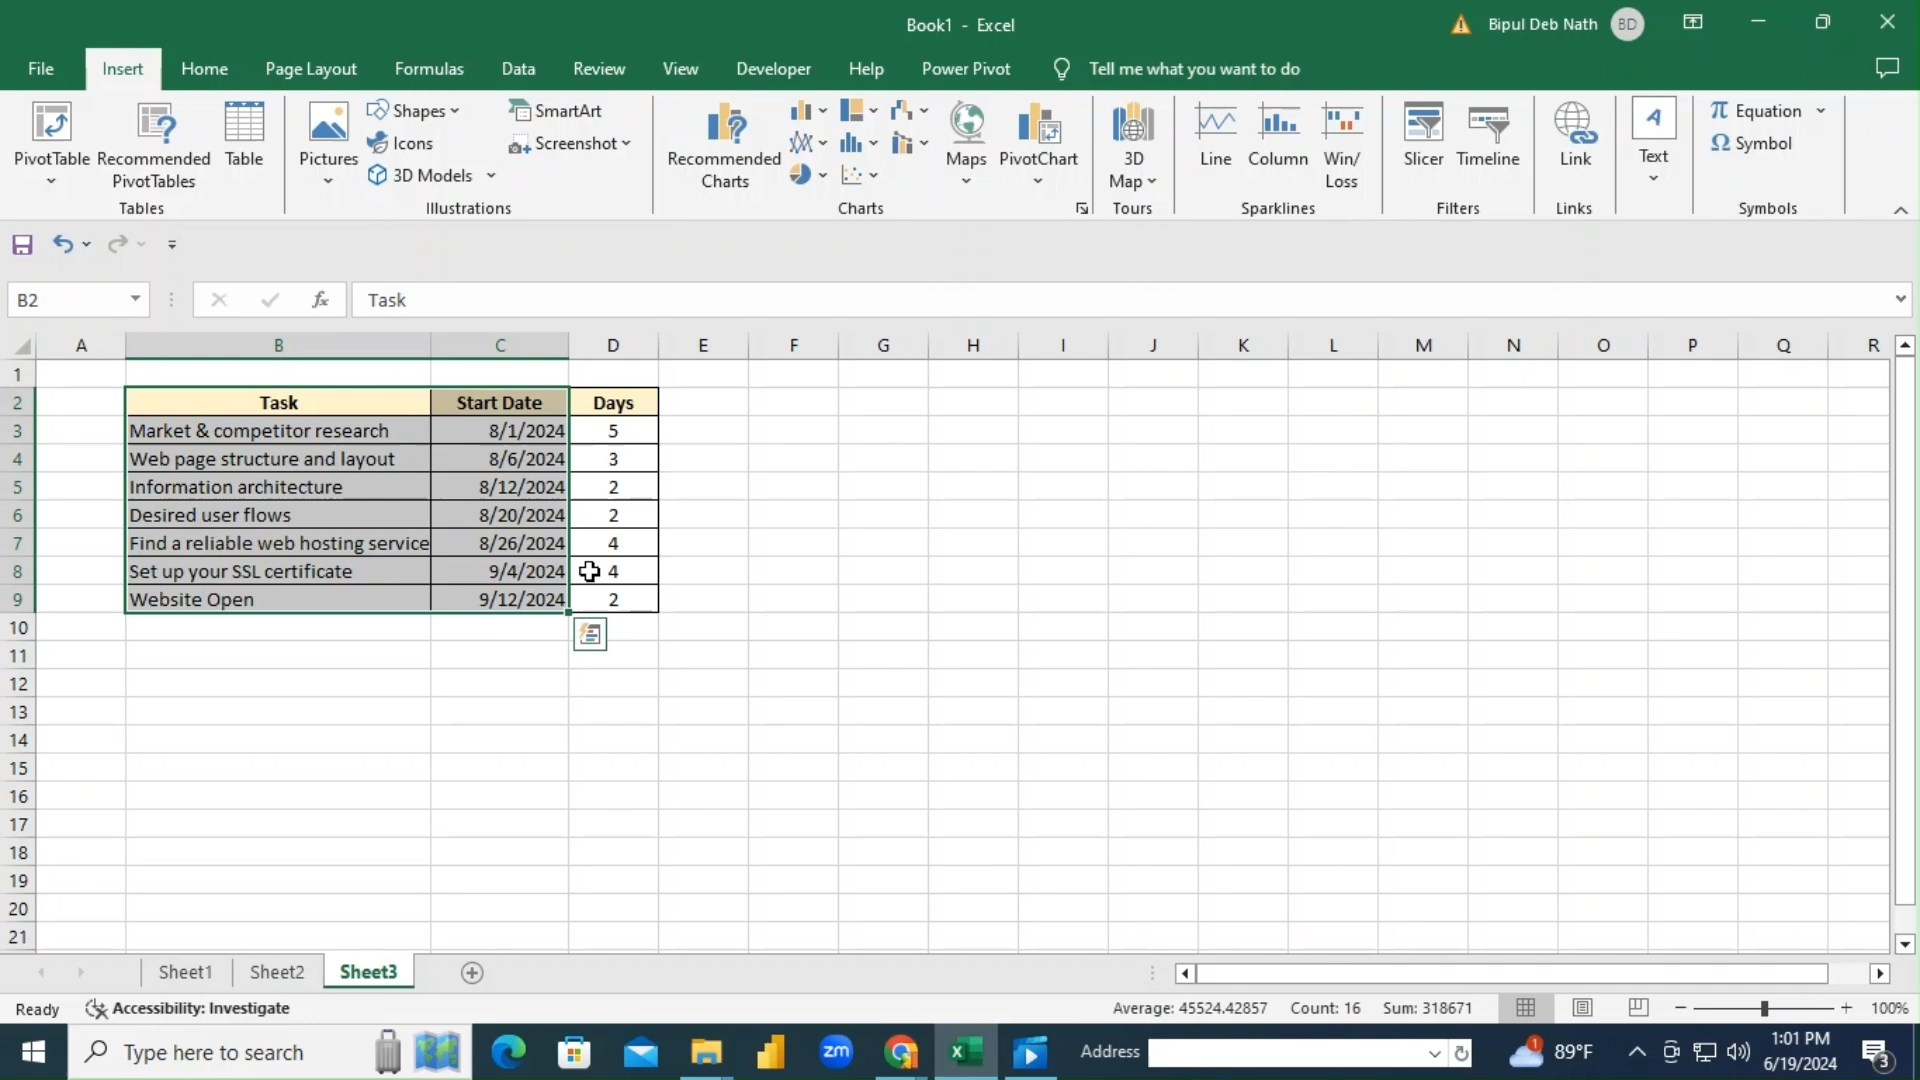 Book1 - Excel
Bipul Deb Nath BD
File Insert Home Page Layout Formulas Data Review View Developer Help Power Pivot Tell me what you want to do
PivotTable
Recommended PivotTables
Table
Tables
Pictures
Shapes
Icons
3D Models
SmartArt
Screenshot
Illustrations
Recommended Charts
Maps
PivotChart
Charts
3D Map
Tours
Line
Column
Win/Loss
Sparklines
Slicer
Timeline
Filters
Link
Links
A
Text
π Equation
Ω Symbol
Symbols
B2
fx
Task
A B C D E F G H I J K L M N O P Q R
1
2 Task Start Date Days
3 Market & competitor research 8/1/2024 5
4 Web page structure and layout 8/6/2024 3
5 Information architecture 8/12/2024 2
6 Desired user flows 8/20/2024 2
7 Find a reliable web hosting service 8/26/2024 4
8 Set up your SSL certificate 9/4/2024 4
9 Website Open 9/12/2024 2
10
11
12
13
14
15
16
17
18
19
20
21
Sheet1 Sheet2 Sheet3
Ready Accessibility: Investigate Average: 45524.42857 Count: 16 Sum: 318671 100%
Type here to search zm Address 1 89°F 1:01 PM 3
6/19/2024